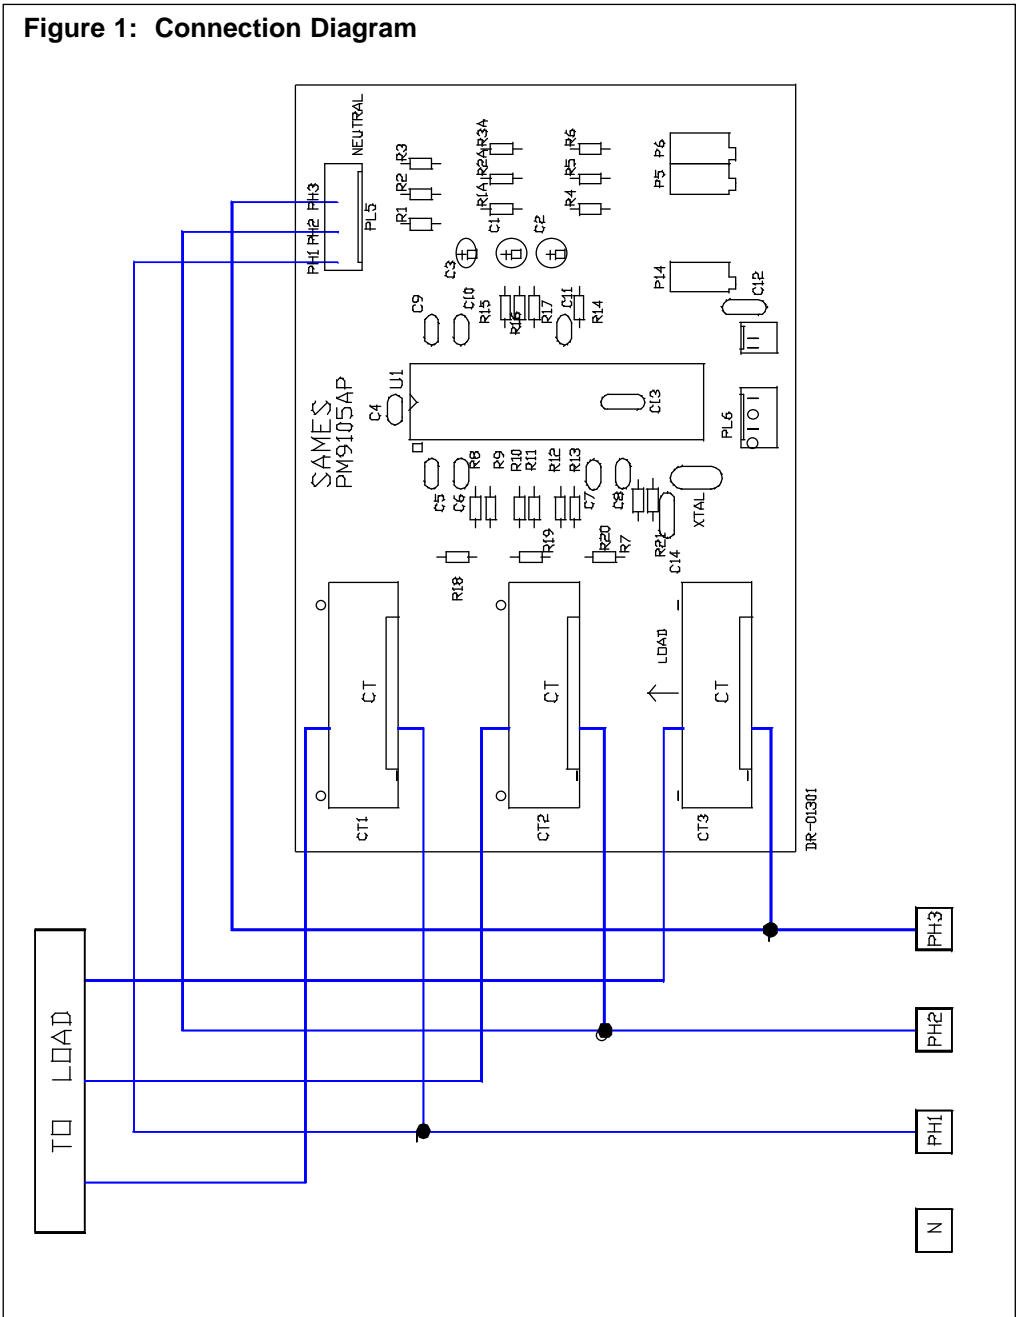 Figure 1: Connection Diagram
NEUTRAL
PH3
PH2
PH1
PL5
R3
R2
R1
R3A
R2A
R1A
R6
R5
R4
P6
P5
C1
C2
C3
P14
C12
C9
C10
R15
R16
R17
C11
R14
SAMES
PM9105AP
C4
U1
C13
PL6
C5
C6
R8
R9
R10
R11
R12
R13
C7
C8
XTAL
R18
R19
R20
R7
R21
C14
LOAD
CT
CT
CT
CT1
CT2
CT3
DR-01301
PH3
PH2
PH1
N
TO LOAD